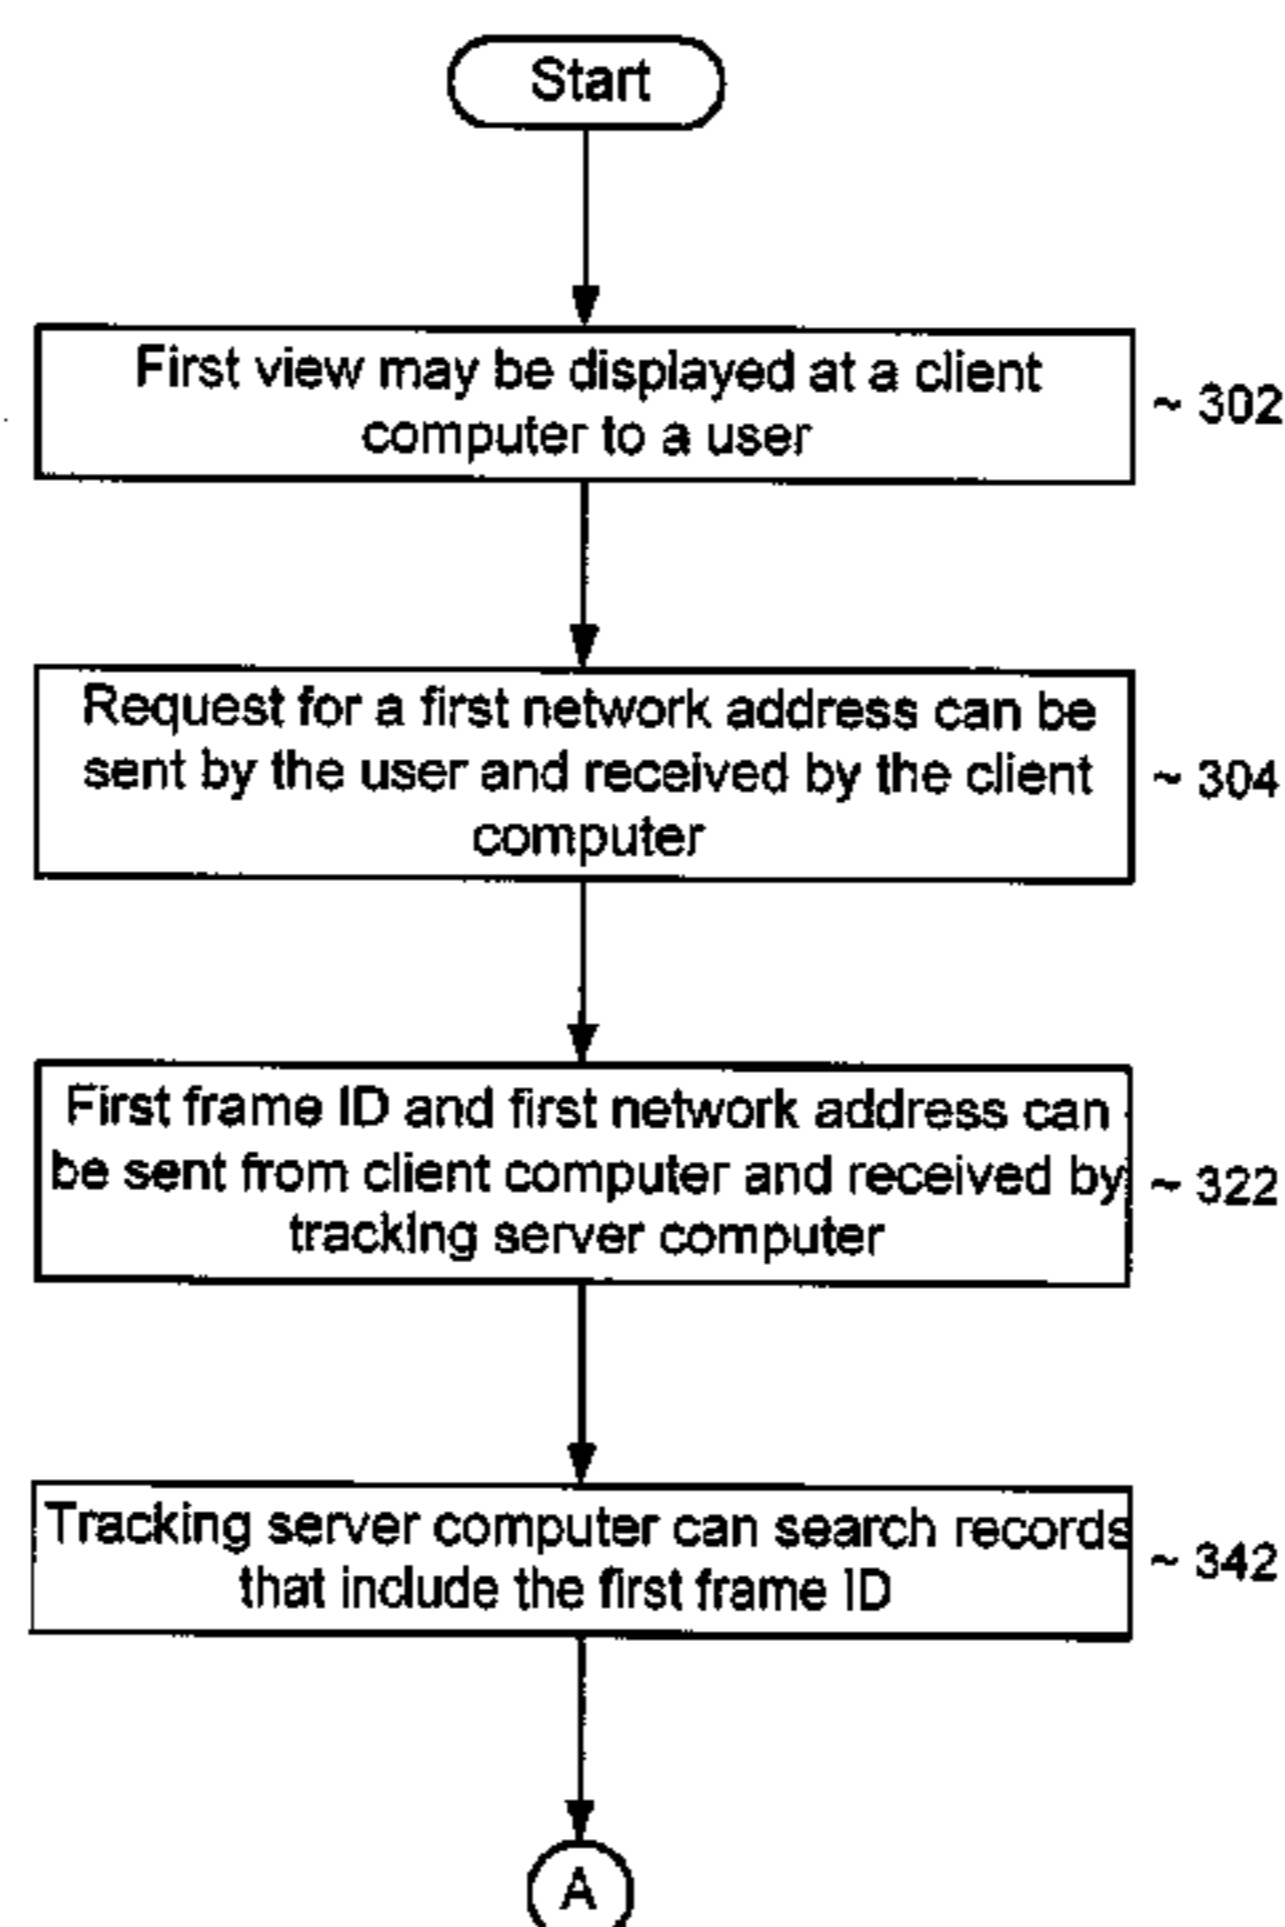 Start
First view may be displayed at a client
computer to a user
~ 302
Request for a first network address can be
sent by the user and received by the client
computer
~ 304
First frame ID and first network address can
be sent from client computer and received by
tracking server computer
~ 322
Tracking server computer can search records
that include the first frame ID
~ 342
A